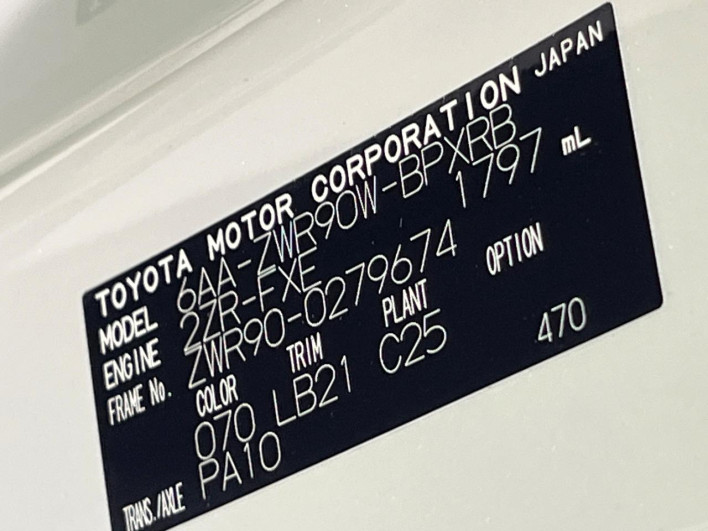 TOYOTA MOTOR CORPORATION JAPAN
MODEL 6AA-ZWR90W-BPXRB
ENGINE 2ZR-FXE 1797 mL
FRAME No. ZWR90-0279674
COLOR TRIM PLANT OPTION
070 LB21 C25 470
TRANS./AXLE PA10